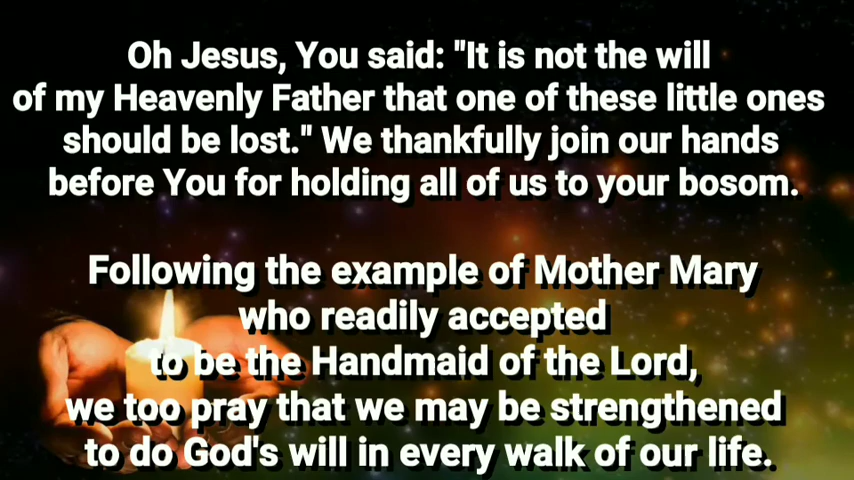 Oh Jesus, You said: "It is not the will
of my Heavenly Father that one of these little ones
should be lost." We thankfully join our hands
before You for holding all of us to your bosom.
Following the example of Mother Mary
who readily accepted
to be the Handmaid of the Lord,
we too pray that we may be strengthened
to do God's will in every walk of our life.